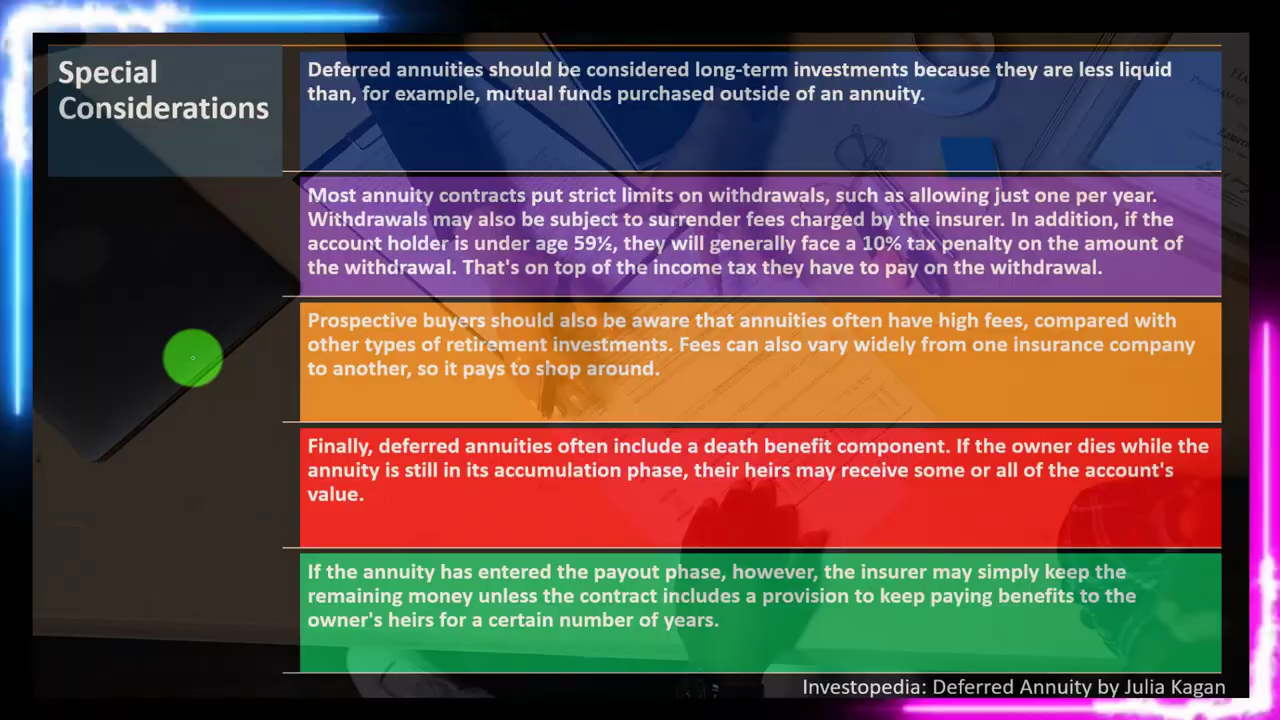 Special
Considerations
Deferred annuities should be considered long-term investments because they are less liquid
than, for example, mutual funds purchased outside of an annuity.
Most annuity contracts put strict limits on withdrawals, such as allowing just one per year.
Withdrawals may also be subject to surrender fees charged by the insurer. In addition, if the
account holder is under age 59½, they will generally face a 10% tax penalty on the amount of
the withdrawal. That's on top of the income tax they have to pay on the withdrawal.
Prospective buyers should also be aware that annuities often have high fees, compared with
other types of retirement investments. Fees can also vary widely from one insurance company
to another, so it pays to shop around.
Finally, deferred annuities often include a death benefit component. If the owner dies while the
annuity is still in its accumulation phase, their heirs may receive some or all of the account's
value.
If the annuity has entered the payout phase, however, the insurer may simply keep the
remaining money unless the contract includes a provision to keep paying benefits to the
owner's heirs for a certain number of years.
Investopedia: Deferred Annuity by Julia Kagan